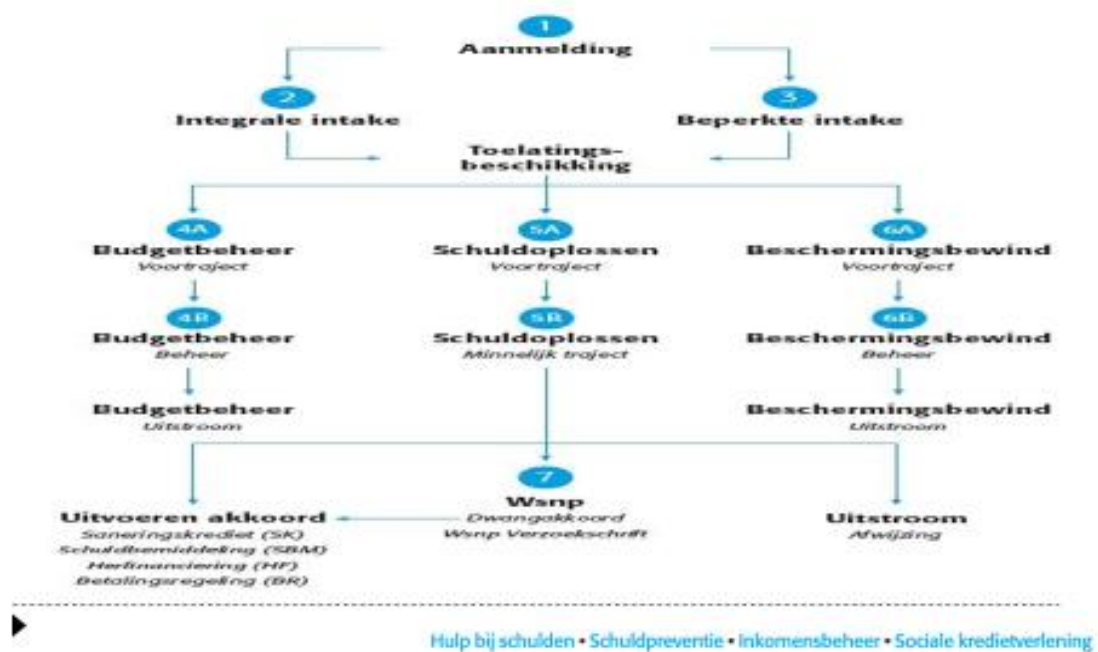 1
Aanmelding
2
Integrale intake
3
Beperkte intake
Toelatings-
beschikking
4A
Budgetbeheer
Voortraject
5A
Schuldoplossen
Voortraject
6A
Beschermingsbewind
Voortraject
4B
Budgetbeheer
Beheer
5B
Schuldoplossen
Minnelijk traject
6B
Beschermingsbewind
Beheer
Budgetbeheer
Uitstroom
Beschermingsbewind
Uitstroom
7
Wsnp
Dwangakkoord
Wsnp Verzoekschrift
Uitvoeren akkoord
Saneringskrediet (SK)
Schuldbemiddeling (SBM)
Herfinanciering (HF)
Betalingsregeling (BR)
Uitstroom
Afwijzing
Hulp bij schulden • Schuldpreventie • Inkomensbeheer • Sociale kredietverlening